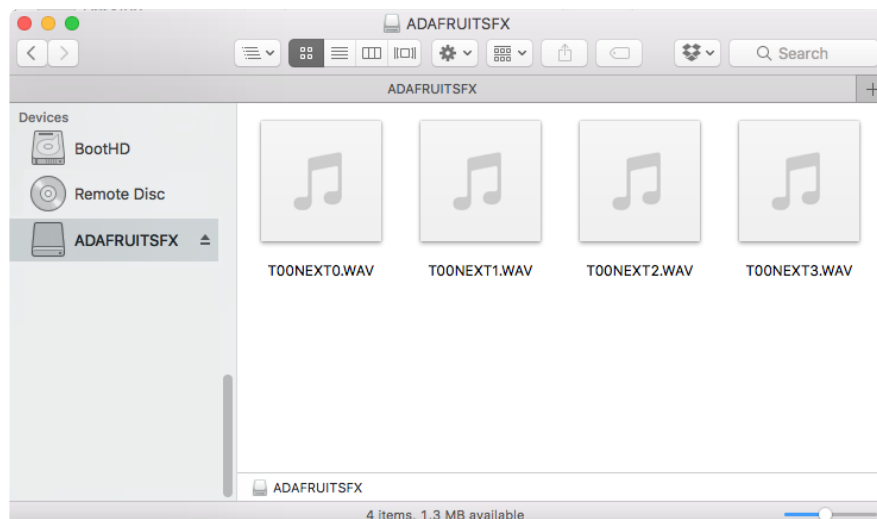 ADAFRUITSFX
Search
ADAFRUITSFX
Devices
BootHD
Remote Disc
ADAFRUITSFX
T00NEXT0.WAV
T00NEXT1.WAV
T00NEXT2.WAV
T00NEXT3.WAV
ADAFRUITSFX
4 items, 1.3 MB available